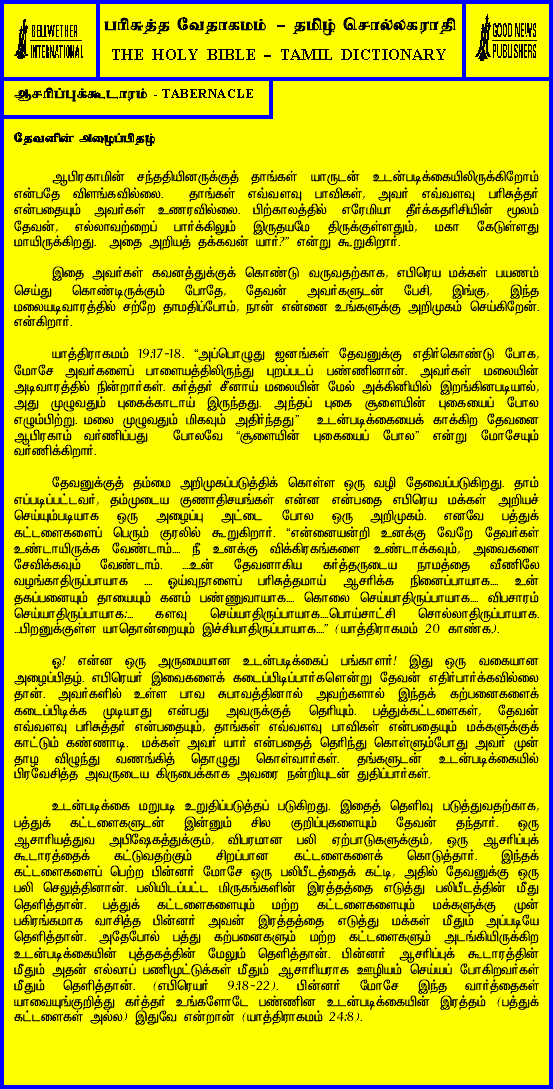 BELLWETHER
INTERNATIONAL
பரிசுத்த வேதாகமம் – தமிழ் சொல்லகராதி
THE HOLY BIBLE – TAMIL DICTIONARY
GOOD NEWS
PUBLISHERS
ஆசரிப்புக்கூடாரம் - TABERNACLE
தேவனின் அழைப்பிதழ்
ஆபிரகாமின் சந்ததியினருக்குத் தாங்கள் யாருடன் உடன்படிக்கையிலிருக்கிறோம்
என்பதே விளங்கவில்லை. தாங்கள் எவ்வளவு பாவிகள், அவர் எவ்வளவு பரிசுத்தர்
என்பதையும் அவர்கள் உணரவில்லை. பிற்காலத்தில் எரேமியா தீர்க்கதரிசியின் மூலம்
தேவன், எல்லாவற்றைப் பார்க்கிலும் இருதயமே திருக்குள்ளதும், மகா கேடுள்ளது
மாயிருக்கிறது. அதை அறியத் தக்கவன் யார்?” என்று கூறுகிறார்.
இதை அவர்கள் கவனத்துக்குக் கொண்டு வருவதற்காக, எபிரெய மக்கள் பயணம்
செய்து கொண்டிருக்கும் போதே, தேவன் அவர்களுடன் பேசி, இங்கு, இந்த
மலையடிவாரத்தில் சற்றே தாமதிப்போம், நான் என்னை உங்களுக்கு அறிமுகம் செய்கிறேன்.
என்கிறார்.
யாத்திராகமம் 19:17-18. “அப்பொழுது ஜனங்கள் தேவனுக்கு எதிர்கொண்டு போக,
மோசே அவர்களைப் பாளையத்திலிருந்து புறப்படப் பண்ணினான். அவர்கள் மலையின்
அடிவாரத்தில் நின்றார்கள். கர்த்தர் சீனாய் மலையின் மேல் அக்கினியில் இறங்கினபடியால்,
அது முழுவதும் புகைக்காடாய் இருந்தது. அந்தப் புகை சூளையின் புகையைப் போல
எழும்பிற்று. மலை முழுவதும் மிகவும் அதிர்ந்தது” உடன்படிக்கையைக் காக்கிற தேவனை
ஆபிரகாம் வர்ணிப்பது போலவே “சூளையின் புகையைப் போல” என்று மோசேயும்
வர்ணிக்கிறார்.
தேவனுக்குத் தம்மை அறிமுகப்படுத்திக் கொள்ள ஒரு வழி தேவைப்படுகிறது. தாம்
எப்படிப்பட்டவர், தம்முடைய குணாதிசயங்கள் என்ன என்பதை எபிரெய மக்கள் அறியச்
செய்யும்படியாக ஒரு அழைப்பு அட்டை போல ஒரு அறிமுகம். எனவே பத்துக்
கட்டளைகளைப் பெரும் குரலில் கூறுகிறார். “என்னையன்றி உனக்கு வேறே தேவர்கள்
உண்டாயிருக்க வேண்டாம்.... நீ உனக்கு விக்கிரகங்களை உண்டாக்கவும், அவைகளை
சேவிக்கவும் வேண்டாம். ....உன் தேவனாகிய கர்த்தருடைய நாமத்தை வீணிலே
வழங்காதிருப்பாயாக .... ஓய்வுநாளைப் பரிசுத்தமாய் ஆசரிக்க நினைப்பாயாக.... உன்
தகப்பனையும் தாயையும் கனம் பண்ணுவாயாக.... கொலை செய்யாதிருப்பாயாக.... விபசாரம்
செய்யாதிருப்பாயாக:... களவு செய்யாதிருப்பாயாக....பொய்சாட்சி சொல்லாதிருப்பாயாக.
...பிறனுக்குள்ள யாதொன்றையும் இச்சியாதிருப்பாயாக....” (யாத்திராகமம் 20 காண்க.).
ஓ! என்ன ஒரு அருமையான உடன்படிக்கைப் பங்காளர்! இது ஒரு வகையான
அழைப்பிதழ். எபிரெயர் இவைகளைக் கடைப்பிடிப்பார்களென்று தேவன் எதிர்பார்க்கவில்லை
தான். அவர்களில் உள்ள பாவ சுபாவத்தினால் அவற்களால் இந்தக் கற்பனைகளைக்
கடைப்பிடிக்க முடியாது என்பது அவருக்குத் தெரியும். பத்துக்கட்டளைகள், தேவன்
எவ்வளவு பரிசுத்தர் என்பதையும், தாங்கள் எவ்வளவு பாவிகள் என்பதையும் மக்களுக்குக்
காட்டும் கண்ணாடி. மக்கள் அவர் யார் என்பதைத் தெரிந்து கொள்ளும்போது அவர் முன்
தாழ விழுந்து வணங்கித் தொழுது கொள்வார்கள். தங்களுடன் உடன்படிக்கையில்
பிரவேசித்த அவருடைய கிருபைக்காக அவரை நன்றியுடன் துதிப்பார்கள்.
உடன்படிக்கை மறுபடி உறுதிப்படுத்தப் படுகிறது. இதைத் தெளிவு படுத்துவதற்காக,
பத்துக் கட்டளைகளுடன் இன்னும் சில குறிப்புகளையும் தேவன் தந்தார். ஒரு
ஆசாரியத்துவ அபிஷேகத்துக்கும், விபரமான பலி ஏற்பாடுகளுக்கும், ஒரு ஆசரிப்புக்
கூடாரத்தைக் கட்டுவதற்கும் சிறப்பான கட்டளைகளைக் கொடுத்தார். இந்தக்
கட்டளைகளைப் பெற்ற பின்னர் மோசே ஒரு பலிபீடத்தைக் கட்டி, அதில் தேவனுக்கு ஒரு
பலி செலுத்தினான். பலியிடப்பட்ட மிருகங்களின் இரத்தத்தை எடுத்து பலிபீடத்தின் மீது
தெளித்தான். பத்துக் கட்டளைகளையும் மற்ற கட்டளைகளையும் மக்களுக்கு முன்
பகிரங்கமாக வாசித்த பின்னர் அவன் இரத்தத்தை எடுத்து மக்கள் மீதும் அப்படியே
தெளித்தான். அதேபோல் பத்து கற்பனைகளும் மற்ற கட்டளைகளும் அடங்கியிருக்கிற
உடன்படிக்கையின் புத்தகத்தின் மேலும் தெளித்தான். பின்னர் ஆசரிப்புக் கூடாரத்தின்
மீதும் அதன் எல்லாப் பணிமுட்டுக்கள் மீதும் ஆசாரியராக ஊழியம் செய்யப் போகிறவர்கள்
மீதும் தெளித்தான். (எபிரெயர் 9:18-22). பின்னர் மோசே இந்த வார்த்தைகள்
யாவையுங்குறித்து கர்த்தர் உங்களோடே பண்ணின உடன்படிக்கையின் இரத்தம் (பத்துக்
கட்டளைகள் அல்ல) இதுவே என்றான் (யாத்திராகமம் 24:8).